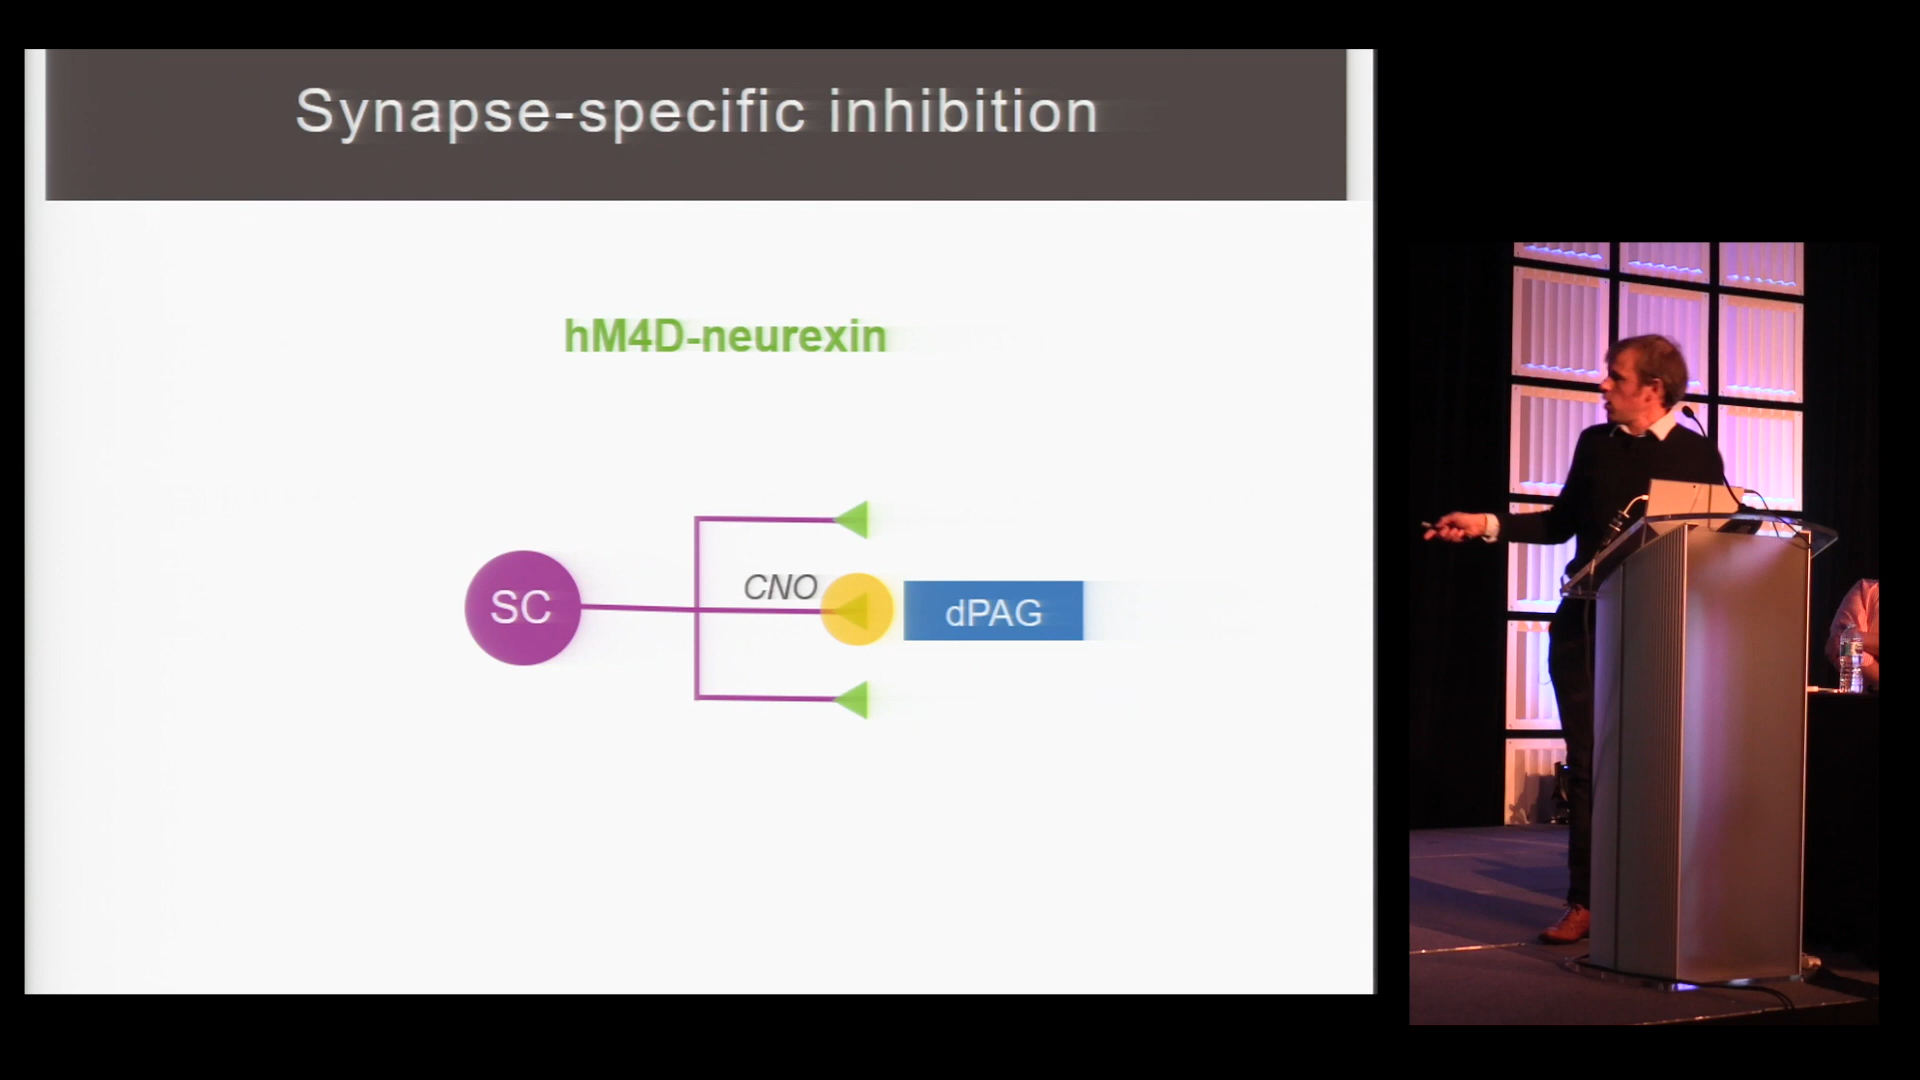 Synapse-specific inhibition
hM4D-neurexin
CNO
SC
dPAG